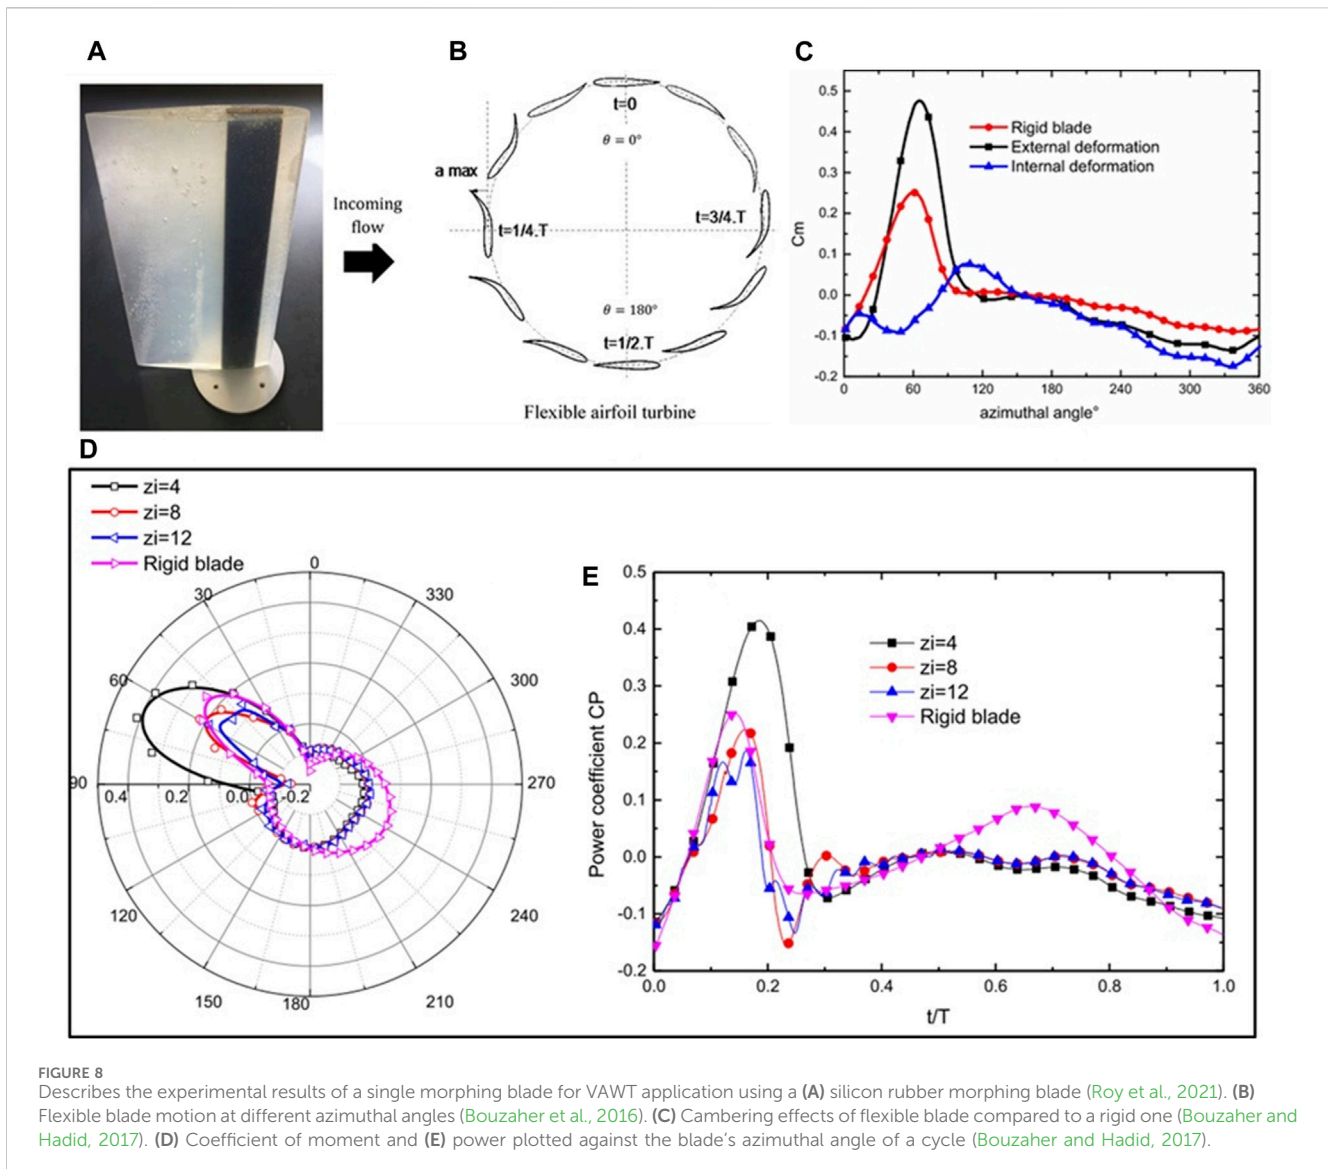 A
B
C
Incoming
flow
a max
t=0
θ = 0°
t=1/4.T
t=3/4.T
θ = 180°
t=1/2.T
Flexible airfoil turbine
Cm
0.5
0.4
0.3
0.2
0.1
0.0
-0.1
-0.2
Rigid blade
External deformation
Internal deformation
0 60 120 180 240 300 360
azimuthal angle°
D
zi=4
zi=8
zi=12
Rigid blade
0
30
330
60
300
90
270
0.4 0.2 0.0 -0.2
120
240
150
180
210
E
Power coefficient CP
0.5
0.4
0.3
0.2
0.1
0.0
-0.1
-0.2
zi=4
zi=8
zi=12
Rigid blade
0.0 0.2 0.4 0.6 0.8 1.0
t/T
FIGURE 8
Describes the experimental results of a single morphing blade for VAWT application using a (A) silicon rubber morphing blade (Roy et al., 2021). (B)
Flexible blade motion at different azimuthal angles (Bouzaher et al., 2016). (C) Cambering effects of flexible blade compared to a rigid one (Bouzaher and
Hadid, 2017). (D) Coefficient of moment and (E) power plotted against the blade's azimuthal angle of a cycle (Bouzaher and Hadid, 2017).